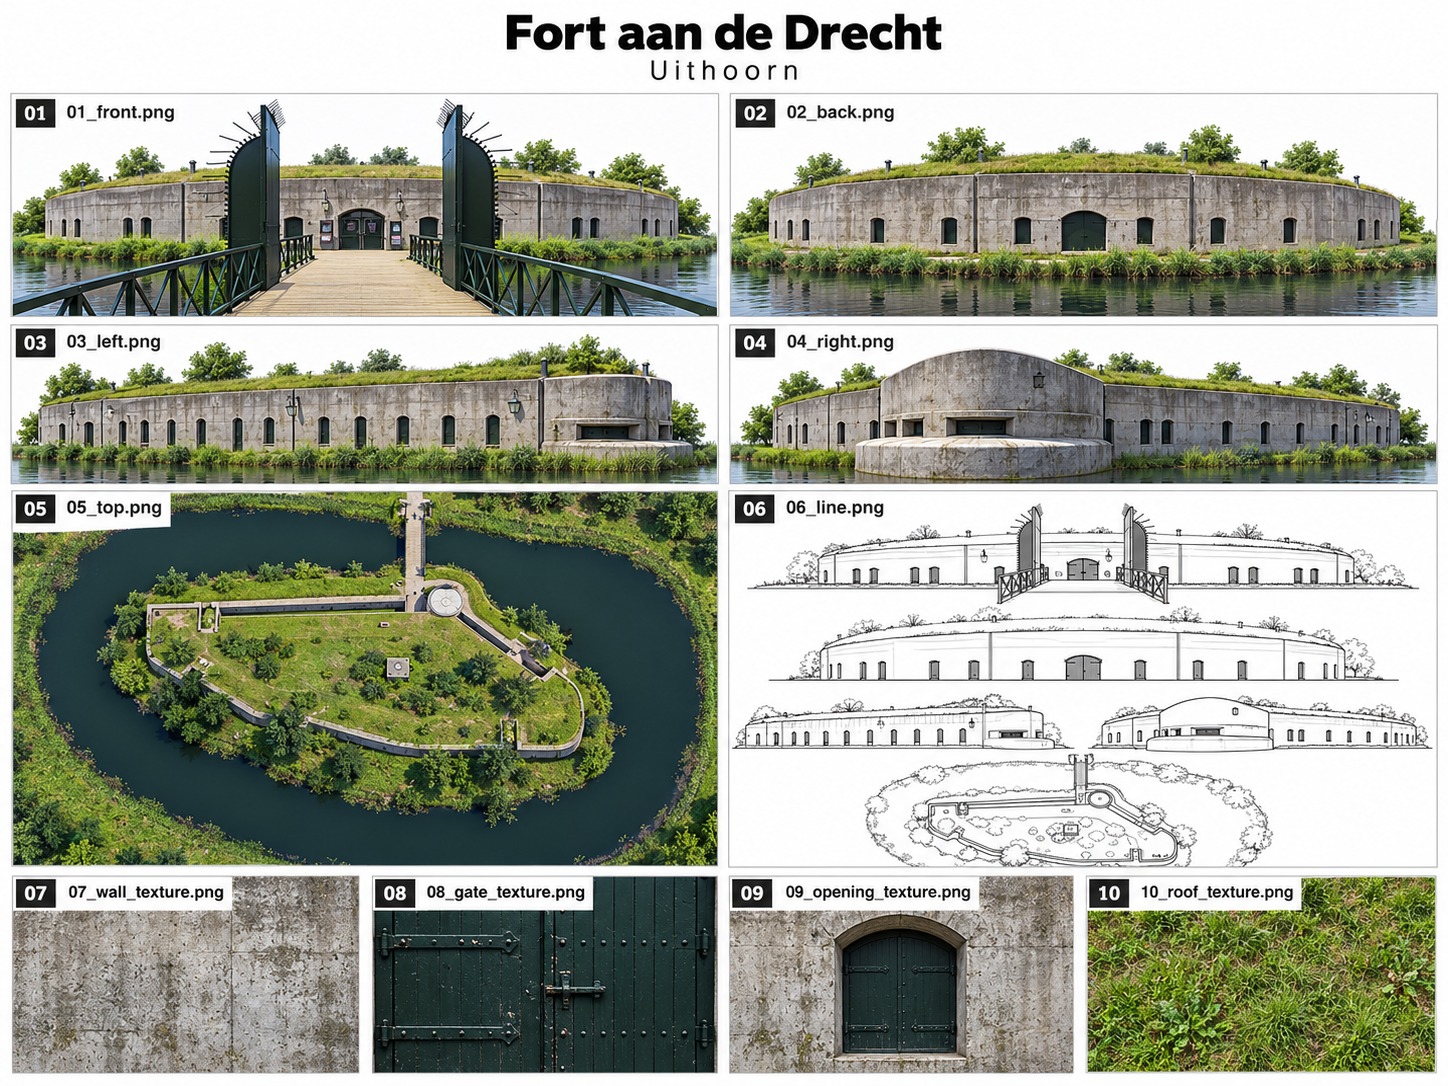 Fort aan de Drecht
Uithoorn
01 01_front.png
02 02_back.png
03 03_left.png
04 04_right.png
05 05_top.png
06 06_line.png
07 07_wall_texture.png
08 08_gate_texture.png
09 09_opening_texture.png
10 10_roof_texture.png